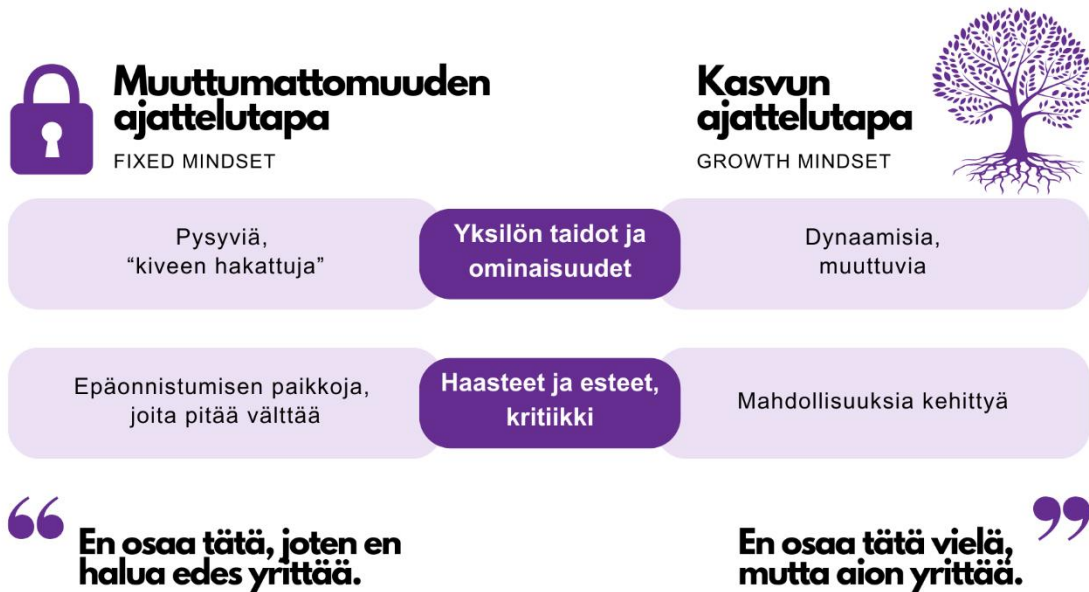 Muuttumattomuuden
ajattelutapa
FIXED MINDSET
Kasvun
ajattelutapa
GROWTH MINDSET
Pysyviä,
“kiveen hakattuja”
Yksilön taidot ja
ominaisuudet
Dynaamisia,
muuttuvia
Epäonnistumisen paikkoja,
joita pitää välttää
Haasteet ja esteet,
kritiikki
Mahdollisuuksia kehittyä
“ En osaa tätä, joten en
halua edes yrittää.
En osaa tätä vielä, ”
mutta aion yrittää.